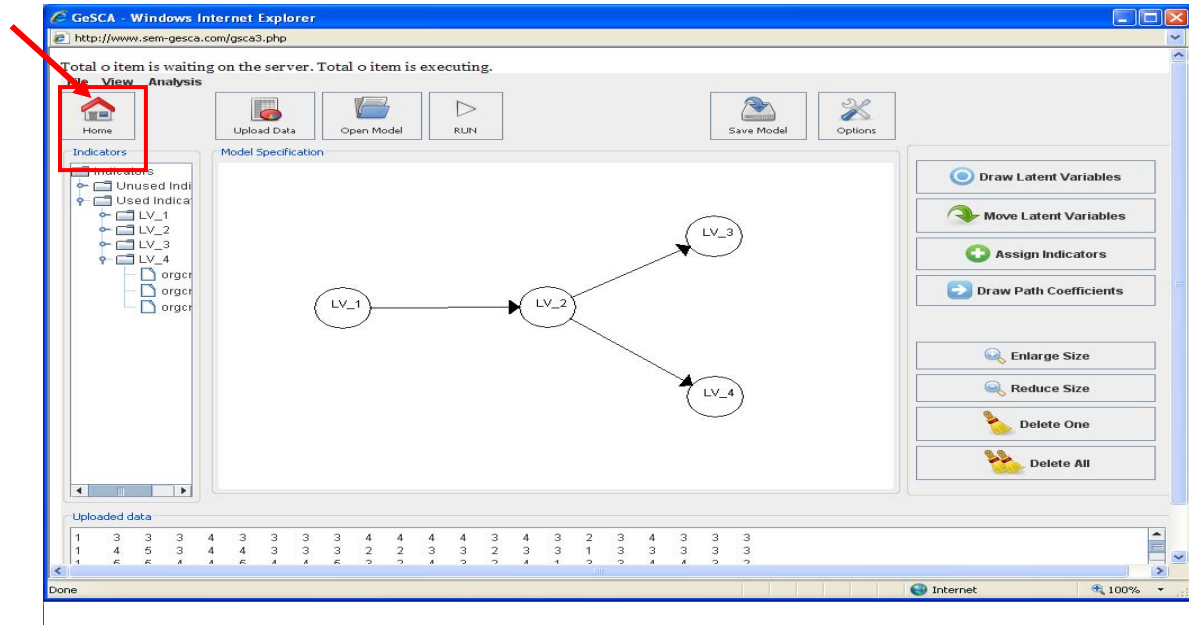 GeSCA - Windows Internet Explorer
http://www.sem-gesca.com/gsca3.php
Total 0 item is waiting on the server. Total 0 item is executing.
File View Analysis
Home
Upload Data
Open Model
RUN
Save Model
Options
Indicators
Indicators
Unused Indi
Used Indica
LV_1
LV_2
LV_3
LV_4
orgcr
orgcr
orgcr
Model Specification
LV_1
LV_2
LV_3
LV_4
Draw Latent Variables
Move Latent Variables
Assign Indicators
Draw Path Coefficients
Enlarge Size
Reduce Size
Delete One
Delete All
Uploaded data
1 3 3 3 4 3 3 3 3 4 4 4 4 3 4 3 2 3 4 3 3 3
1 4 5 3 4 4 3 3 3 2 2 3 3 2 3 3 1 3 3 3 3 3
Done
Internet
100%